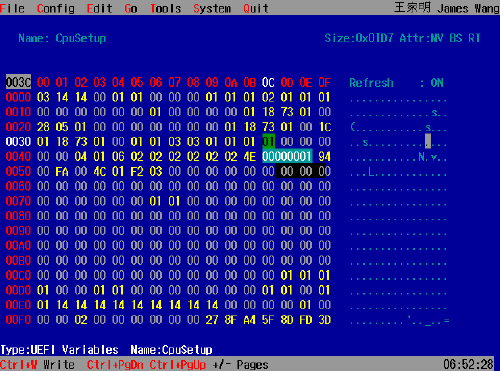 File Config Edit Go Tools System Quit 王家明 James Wang
Name: CpuSetup Size:0x01D7 Attr:NV BS RT
003C 00 01 02 03 04 05 06 07 08 09 0A 0B 0C 0D 0E 0F Refresh : ON
0000 03 14 14 00 01 01 00 00 00 01 01 01 02 01 01 01 ................
0010 00 00 00 00 00 00 01 00 00 00 00 01 18 73 01 00 .............s..
0020 28 05 01 00 00 00 00 00 00 00 01 18 73 01 00 1C (...........s...
0030 01 18 73 01 00 01 01 03 03 01 01 01 01 ..s.............
0040 00 00 04 01 06 02 02 02 02 02 02 4E 00000001 94 ...........N.v..
0050 00 FA 00 4C 01 F2 03 00 00 00 00 00 00 00 00 00 ...L............
0060 00 00 00 00 00 00 00 00 00 00 00 00 00 00 00 00 ................
0070 00 00 00 00 00 00 01 01 00 00 00 00 00 00 00 00 ................
0080 00 00 00 00 00 00 00 00 00 00 00 00 00 00 00 00 ................
0090 00 00 00 00 00 00 00 00 00 00 00 00 00 00 00 00 ................
00A0 00 00 00 00 00 00 00 00 00 00 00 00 00 00 00 00 ................
00B0 00 00 00 00 00 00 00 00 00 00 00 00 00 00 00 00 ................
00C0 00 00 00 00 00 00 00 00 00 00 00 00 00 01 01 01 ................
00D0 01 00 00 01 01 00 00 00 00 00 00 00 01 01 00 01 ................
00E0 01 14 14 14 14 14 14 14 14 14 00 00 00 00 01 00 ................
00F0 00 00 02 00 00 00 00 00 00 27 8F A4 5F 8D FD 3D .........'.._..=
Type:UEFI Variables Name:CpuSetup
Ctrl+W Write Ctrl+PgDn Ctrl+PgUp +/- Pages 06:52:28